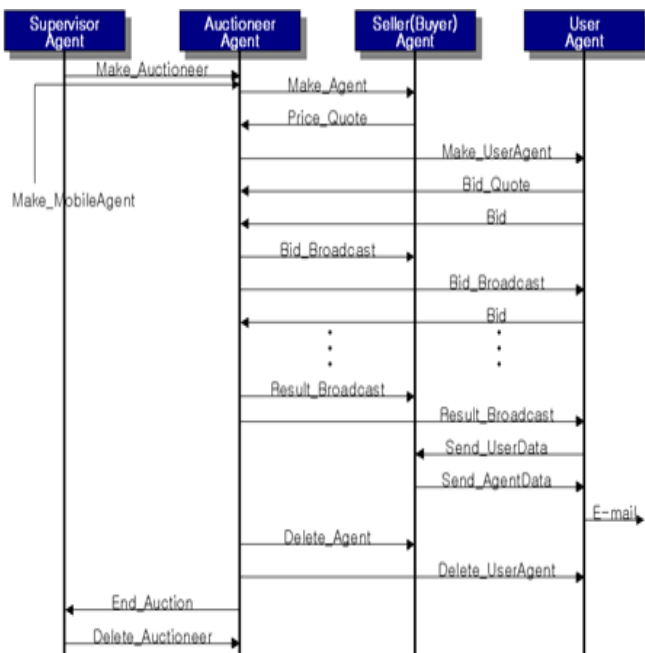 Supervisor
Agent
Auctioneer
Agent
Seller(Buyer)
Agent
User
Agent
Make_Auctioneer
Make_Agent
Price_Quote
Make_UserAgent
Bid_Quote
Make_MobileAgent
Bid
Bid_Broadcast
Bid_Broadcast
Bid
Result_Broadcast
Result_Broadcast
Send_UserData
Send_AgentData
E-mail
Delete_Agent
Delete_UserAgent
End_Auction
Delete_Auctioneer